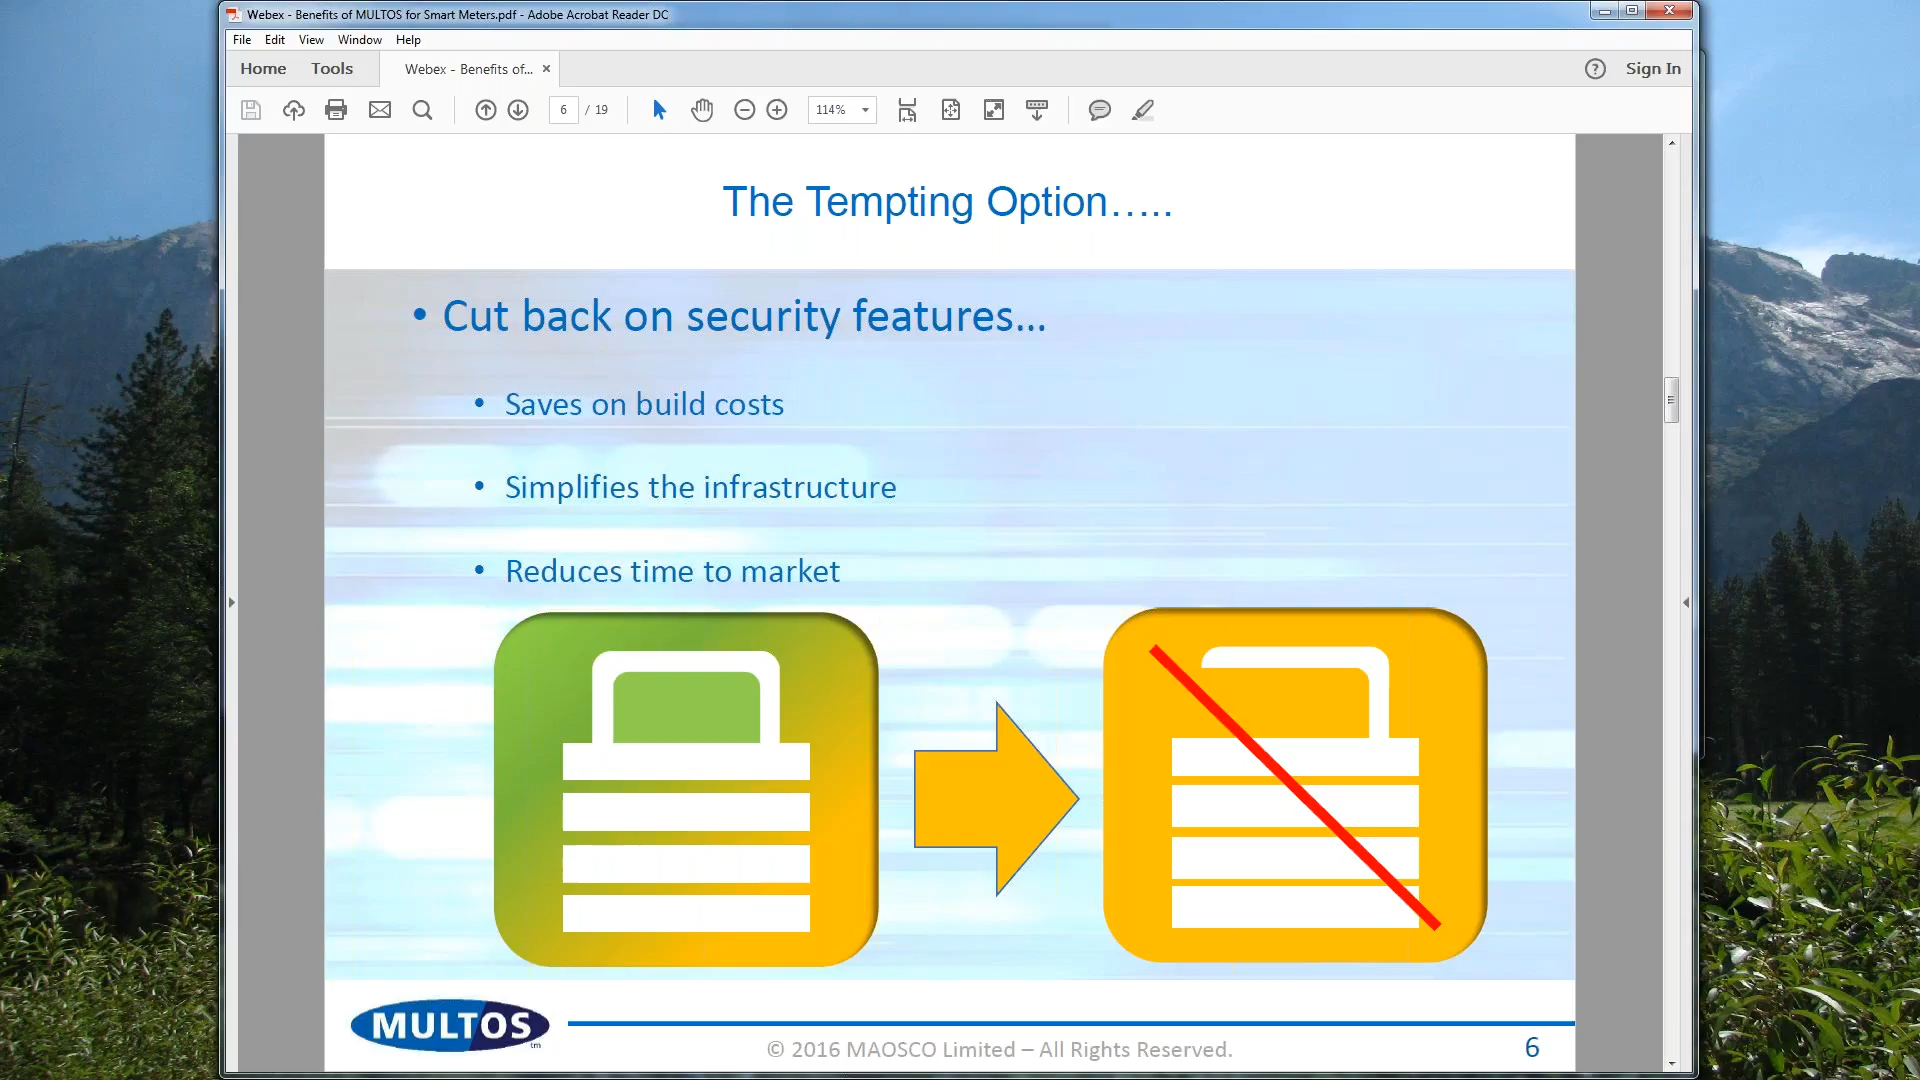 Webex - Benefits of MULTOS for Smart Meters.pdf - Adobe Acrobat Reader DC
File Edit View Window Help
Home Tools Webex - Benefits of... × ? Sign In
6 / 19 114%
The Tempting Option…..
• Cut back on security features…
• Saves on build costs
• Simplifies the infrastructure
• Reduces time to market
MULTOS tm
© 2016 MAOSCO Limited – All Rights Reserved.
6